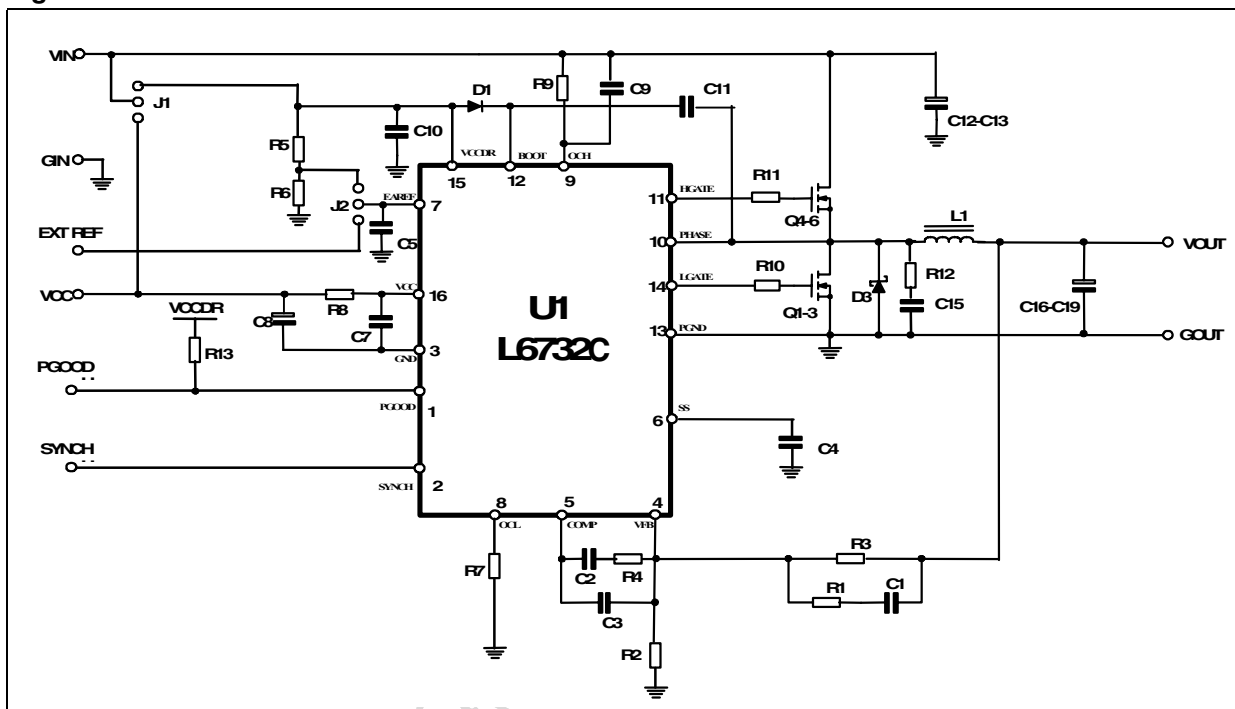 VIN
J1
R9
C9
D1
C11
C12-C13
C10
R5
VCCDR
BOOT
OCH
GIN
15
12
9
R6
J2
EAREF
7
HGATE
11
R11
Q4-6
L1
C5
EXT REF
10
PHASE
VOUT
VCC
VCC
16
LGATE
14
R10
R12
VCCDR
C8
R8
C7
U1
Q1-3
D3
C15
C16-C19
L6732C
13
PGND
GOUT
R13
3
GND
PGOOD
PGOOD
1
SS
6
C4
SYNCH
SYNCH
2
8
5
4
OCL
COMP
VFB
R3
R7
C2
R4
R1
C1
C3
R2